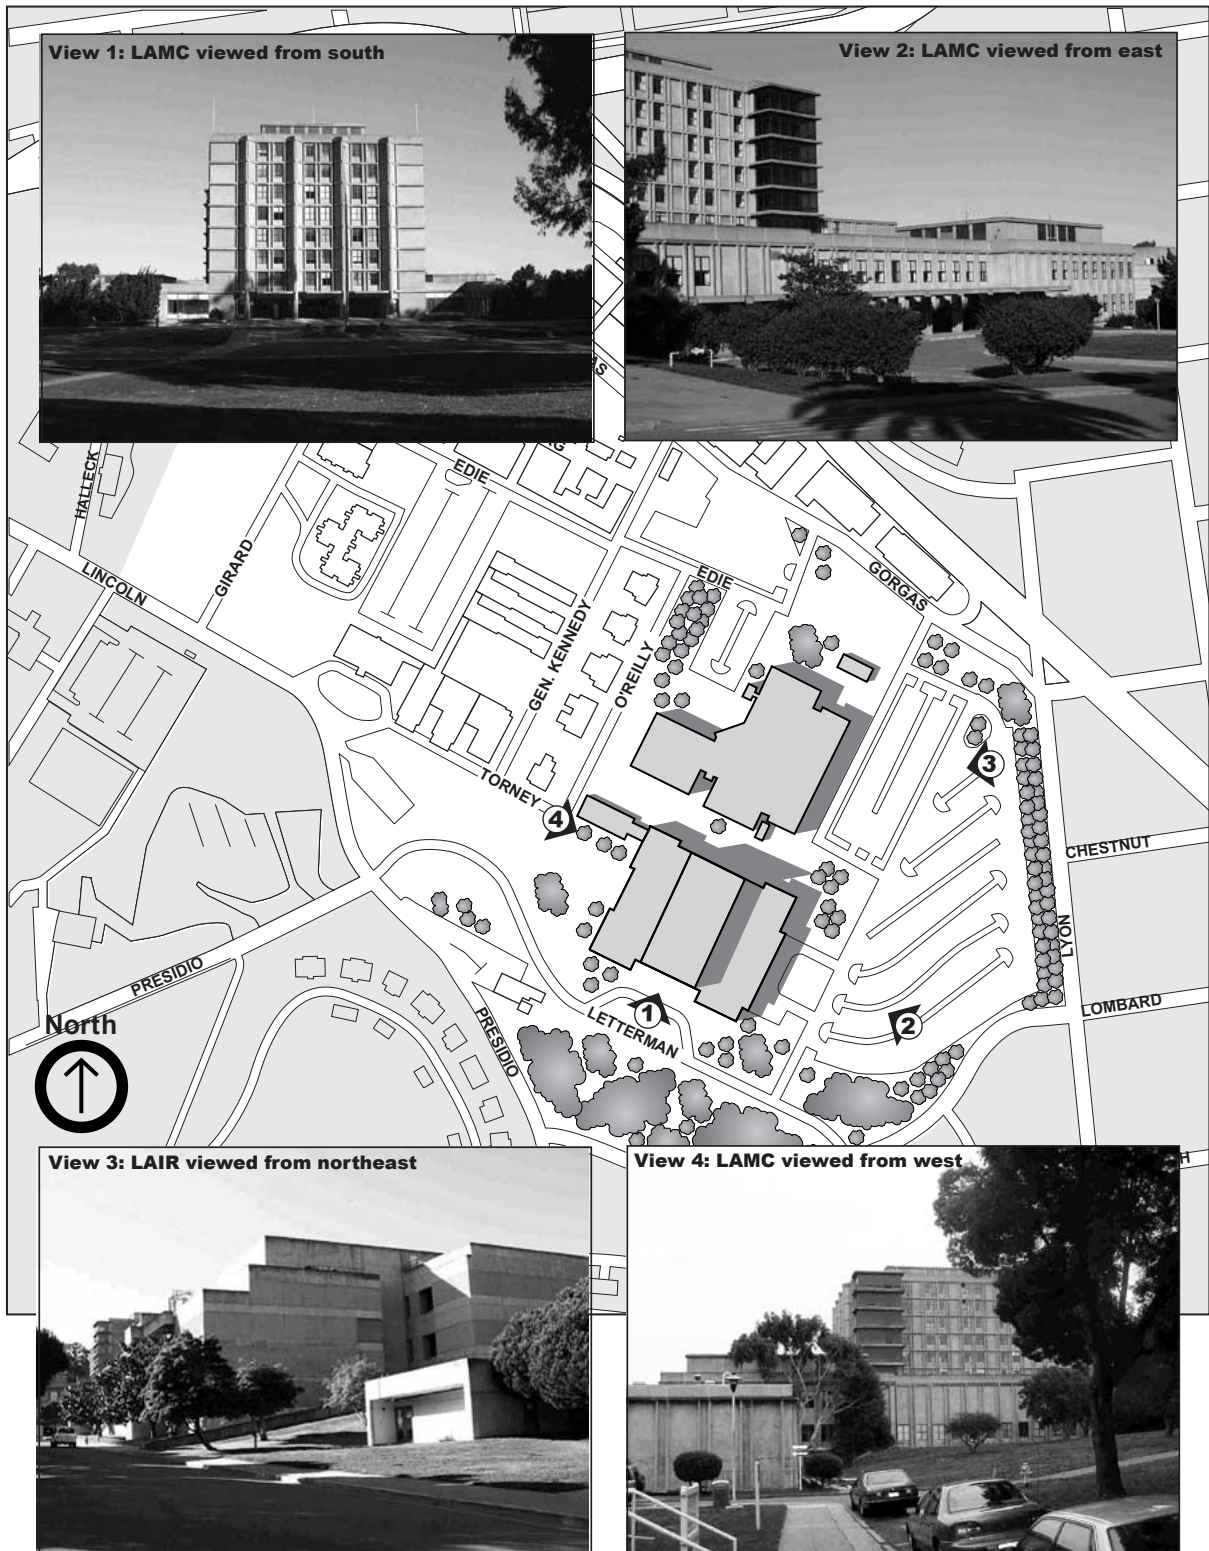 View 1: LAMC viewed from south
View 2: LAMC viewed from east
HALLECK
EDIE
LINCOLN
GIRARD
GEN. KENNEDY
O'REILLY
EDIE
GORGAS
TORNEY
4
3
CHESTNUT
LYON
PRESIDIO
North
PRESIDIO
1
LETTERMAN
2
LOMBARD
View 3: LAIR viewed from northeast
View 4: LAMC viewed from west
H